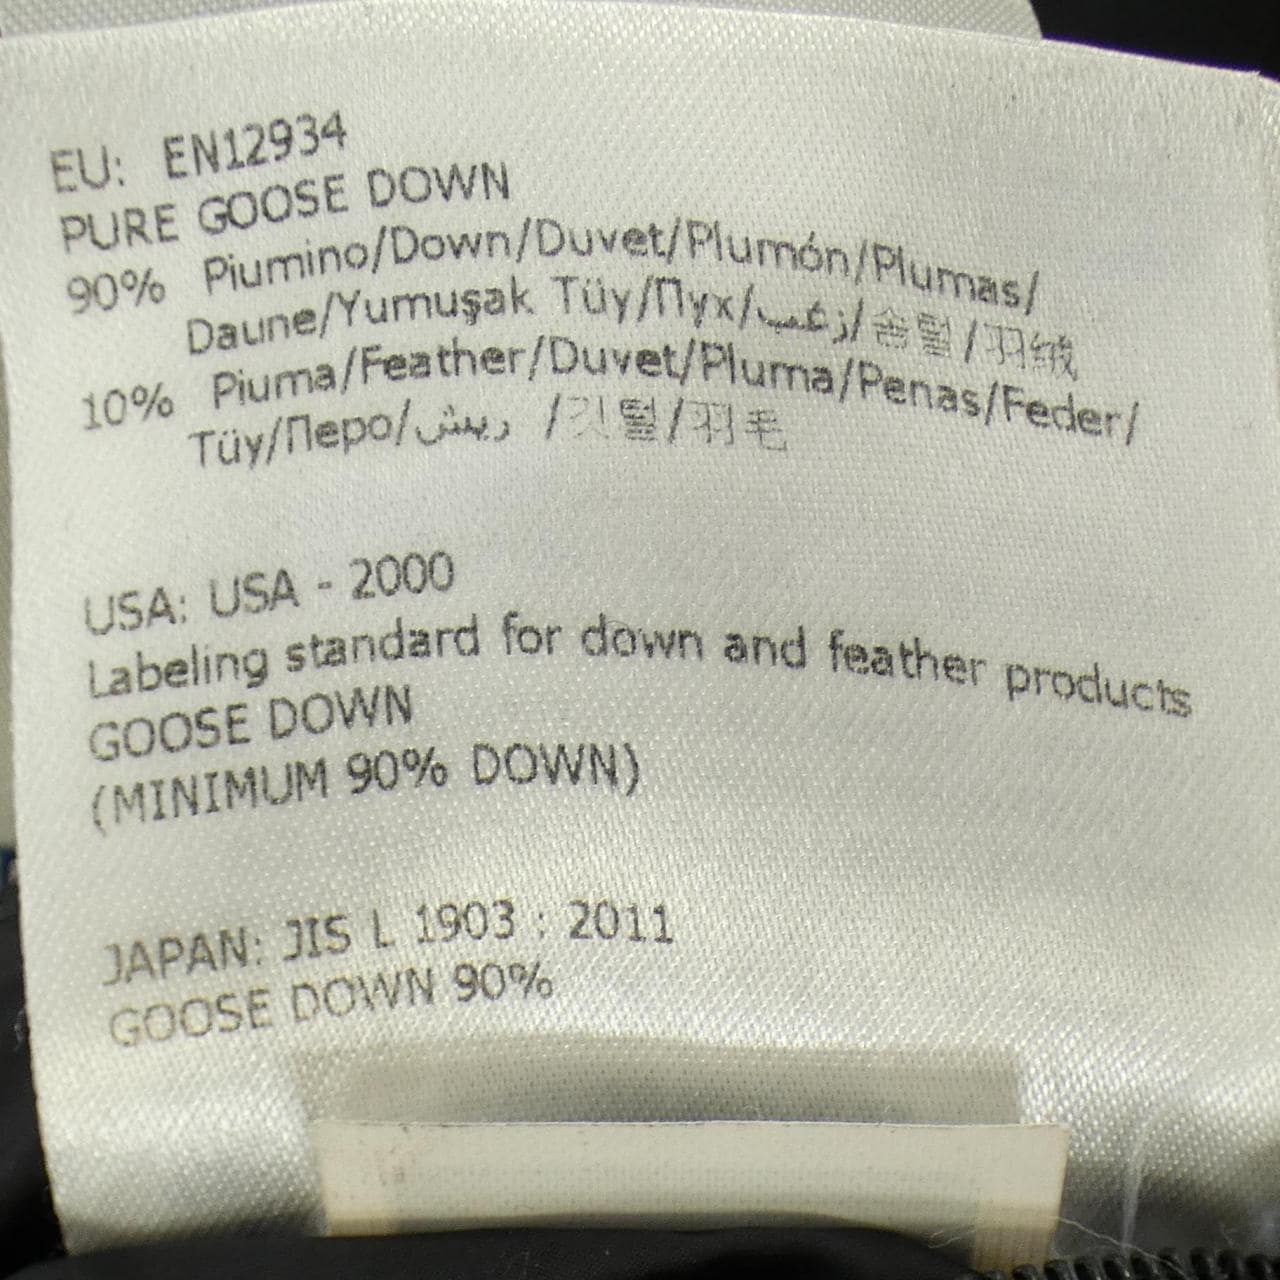 EU: EN12934
PURE GOOSE DOWN
90% Piumino/Down/Duvet/Plumón/Plumas/
Daune/Yumuşak Tüy/Пух/زغب/솜털/羽绒
10% Piuma/Feather/Duvet/Pluma/Penas/Feder/
Tüy/Перо/ريش /깃털/羽毛
USA: USA - 2000
Labeling standard for down and feather products
GOOSE DOWN
(MINIMUM 90% DOWN)
JAPAN: JIS L 1903 : 2011
GOOSE DOWN 90%